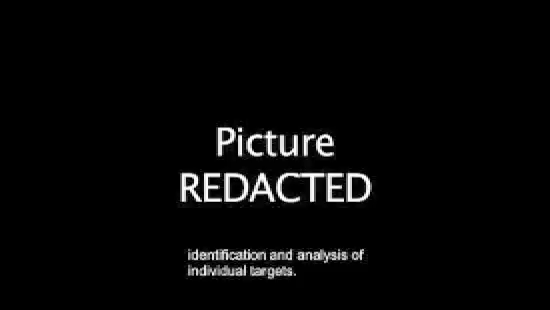 Picture
REDACTED
identification and analysis of
individual targets.